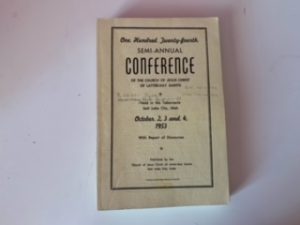 One Hundred Twenty-fourth
SEMI-ANNUAL
CONFERENCE
OF THE CHURCH OF JESUS CHRIST
OF LATTER-DAY SAINTS
Held in the Tabernacle
Salt Lake City, Utah
October, 2, 3 and, 4,
1953
With Report of Discourses
Published by the
Church of Jesus Christ of Latter-day Saints
Salt Lake City, Utah